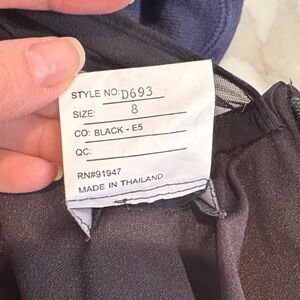 STYLE NO: D693
SIZE: 8
CO: BLACK - E5
QC:
RN#91947
MADE IN THAILAND